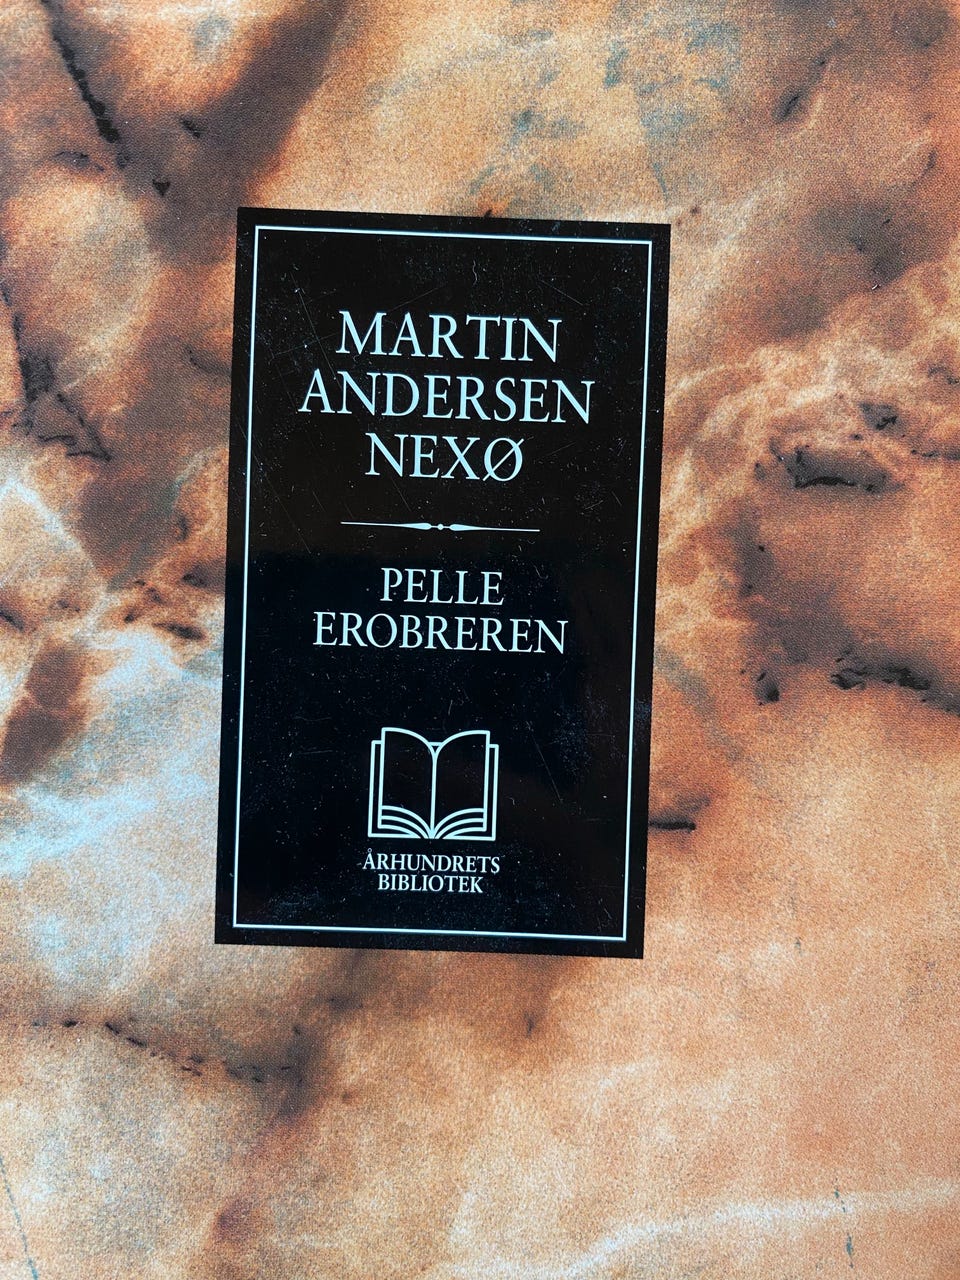 MARTIN
ANDERSEN
NEXØ
PELLE
EROBREREN
ÅRHUNDRETS
BIBLIOTEK